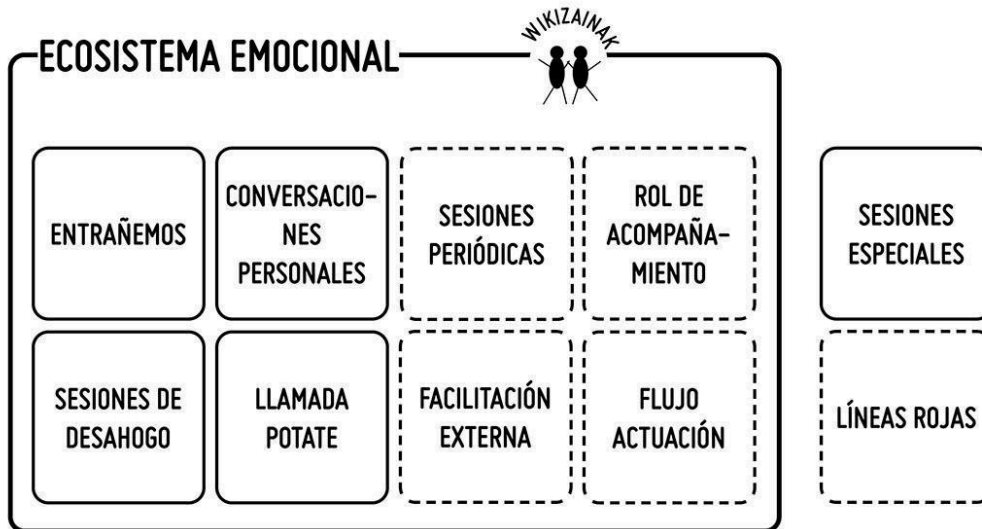 WIKIZAINAK
ECOSISTEMA EMOCIONAL
ENTRAÑEMOS
CONVERSACIO-
NES
PERSONALES
SESIONES
PERIÓDICAS
ROL DE
ACOMPAÑA-
MIENTO
SESIONES
ESPECIALES
SESIONES DE
DESAHOGO
LLAMADA
POTATE
FACILITACIÓN
EXTERNA
FLUJO
ACTUACIÓN
LÍNEAS ROJAS